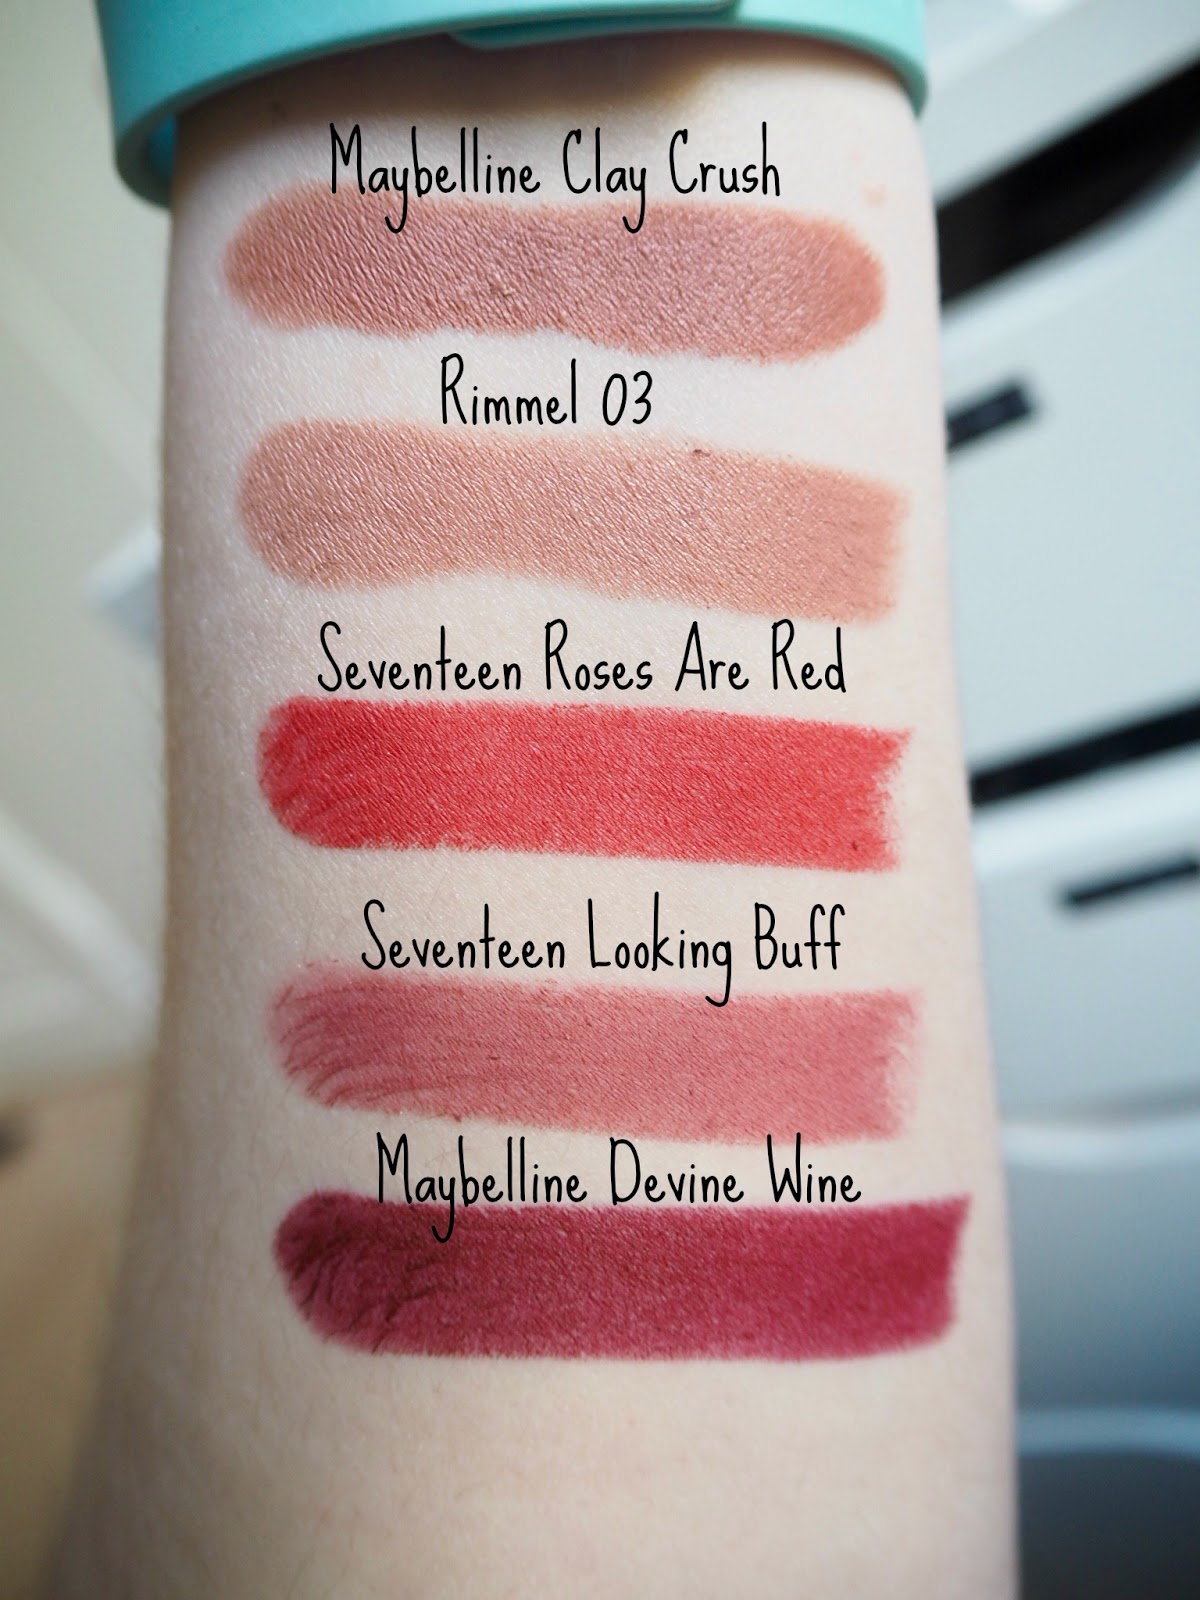 Maybelline Clay Crush
Rimmel 03
Seventeen Roses Are Red
Seventeen Looking Buff
Maybelline Devine Wine